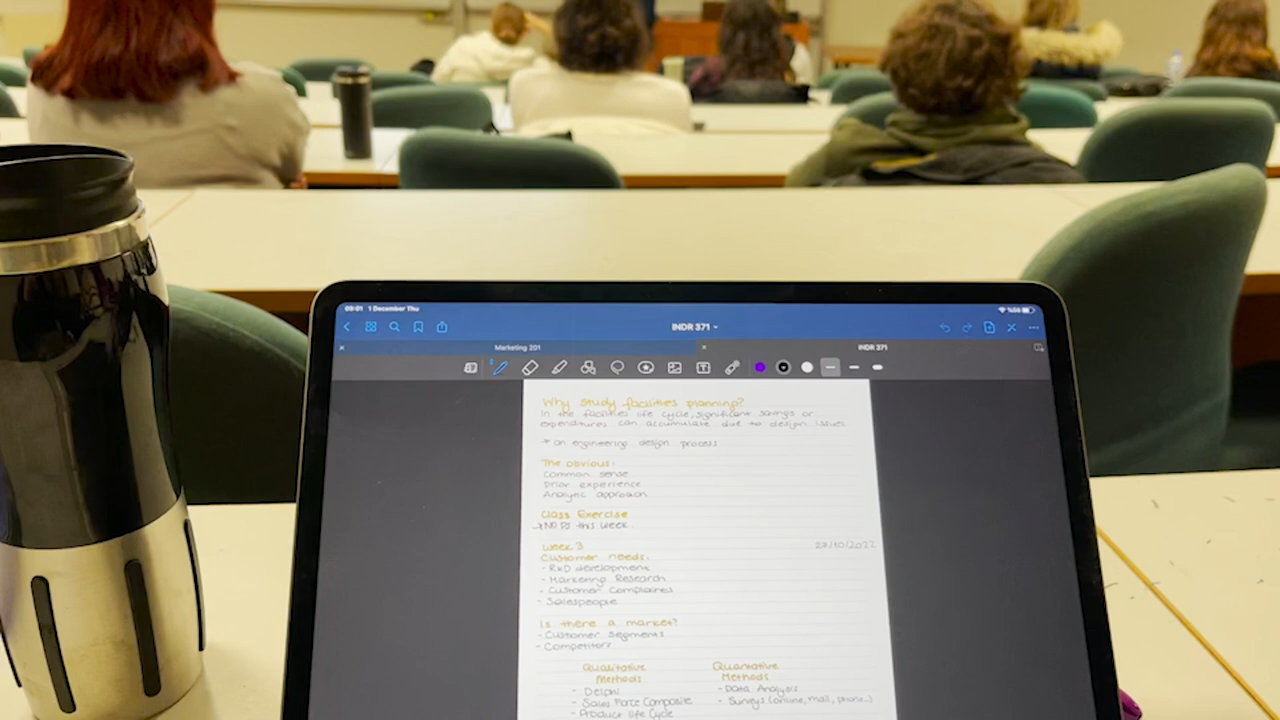 09:01 1 December Thu
%56
INDR 371
Marketing 201
INDR 371
Why study facilities planning?
In the facilities life cycle, significant savings or
expenditures can accumulate due to design issues
→ an engineering design process
The obvious:
Common sense
Prior experience
Analytic approach
Class Exercise
→ NO PS this week
Week 3
Customer needs:
- R&D development
- Marketing Research
- Customer Complaints
- Salespeople
Is there a market?
- Customer Segments
- Competitors
Qualitative Methods
- Delphi
- Sales Force Composite
- Product life Cycle
Quantitative Methods
- Data Analysis
- Surveys (online, mail, phone...)